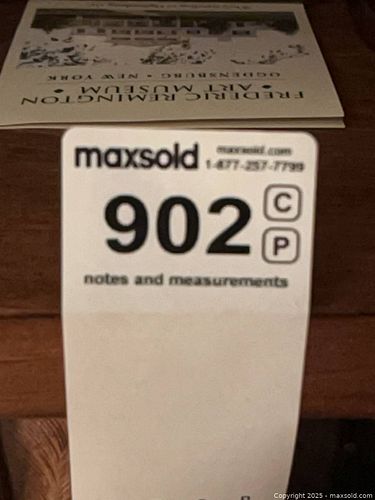 FREDERIC REMINGTON
• ART MUSEUM •
OGDENSBURG • NEW YORK
maxsold
maxsold.com
1-877-257-7799
902
C
P
notes and measurements
Copyright © 2025 - maxsold.com